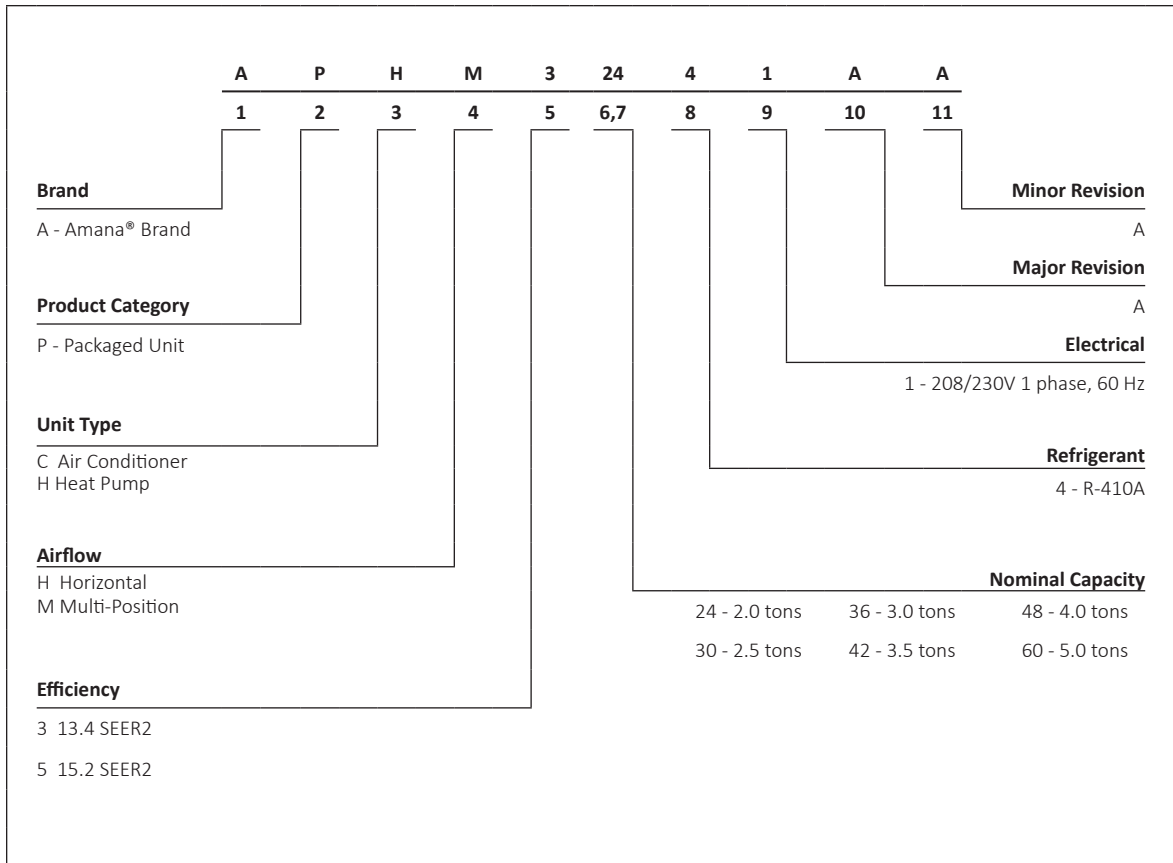 A P H M 3 24 4 1 A A
1 2 3 4 5 6,7 8 9 10 11
Brand
A - Amana® Brand
Product Category
P - Packaged Unit
Unit Type
C Air Conditioner
H Heat Pump
Airflow
H Horizontal
M Multi-Position
Efficiency
3 13.4 SEER2
5 15.2 SEER2
Minor Revision
A
Major Revision
A
Electrical
1 - 208/230V 1 phase, 60 Hz
Refrigerant
4 - R-410A
Nominal Capacity
24 - 2.0 tons 36 - 3.0 tons 48 - 4.0 tons
30 - 2.5 tons 42 - 3.5 tons 60 - 5.0 tons